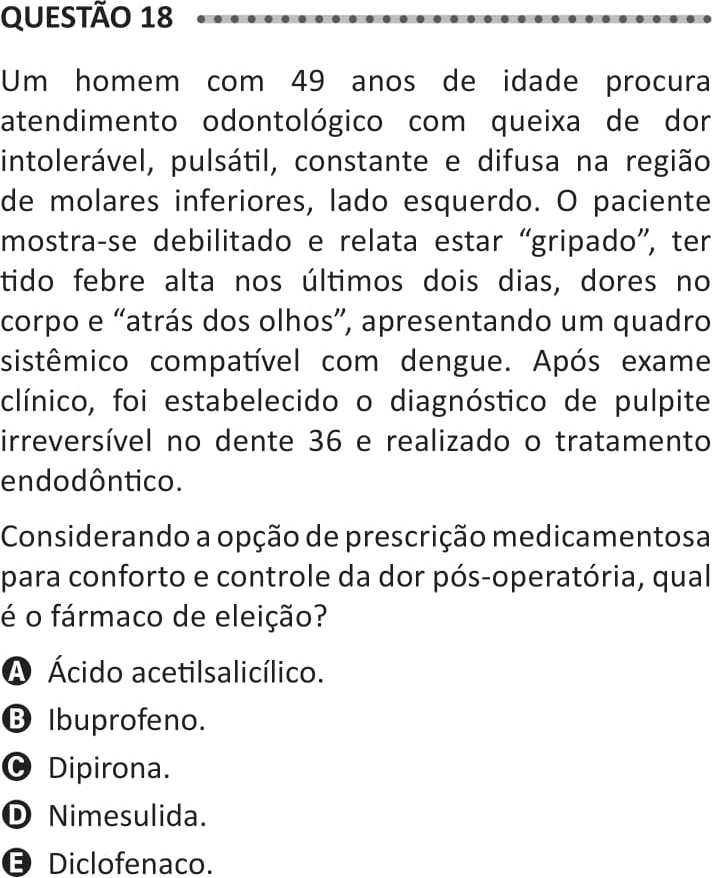 QUESTÃO 18
Um homem com 49 anos de idade procura
atendimento odontológico com queixa de dor
intolerável, pulsátil, constante e difusa na região
de molares inferiores, lado esquerdo. O paciente
mostra-se debilitado e relata estar “gripado”, ter
tido febre alta nos últimos dois dias, dores no
corpo e “atrás dos olhos”, apresentando um quadro
sistêmico compatível com dengue. Após exame
clínico, foi estabelecido o diagnóstico de pulpite
irreversível no dente 36 e realizado o tratamento
endodôntico.
Considerando a opção de prescrição medicamentosa
para conforto e controle da dor pós-operatória, qual
é o fármaco de eleição?
A Ácido acetilsalicílico.
B Ibuprofeno.
C Dipirona.
D Nimesulida.
E Diclofenaco.